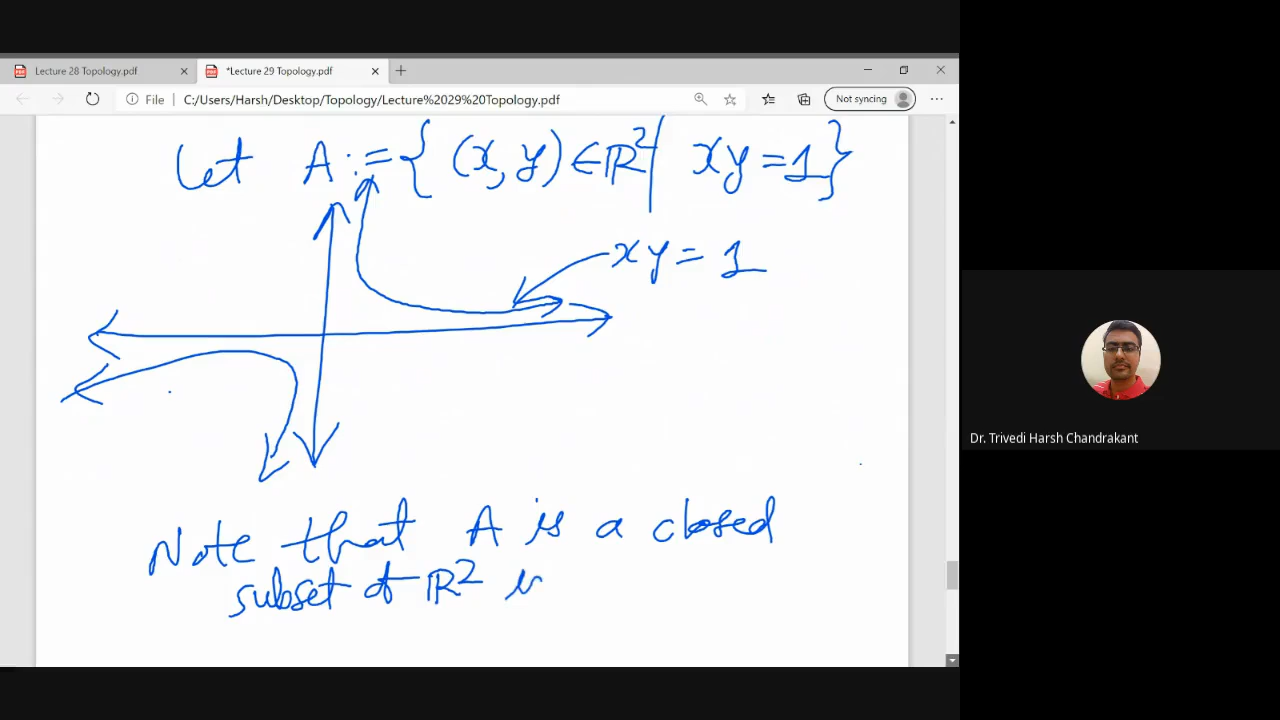 Lecture 28 Topology.pdf
*Lecture 29 Topology.pdf
File
C:/Users/Harsh/Desktop/Topology/Lecture%2029%20Topology.pdf
Not syncing
Let A := { (x, y) ∈ ℝ² | xy = 1 }
xy = 1
Note that A is a closed
subset of ℝ²
Dr. Trivedi Harsh Chandrakant